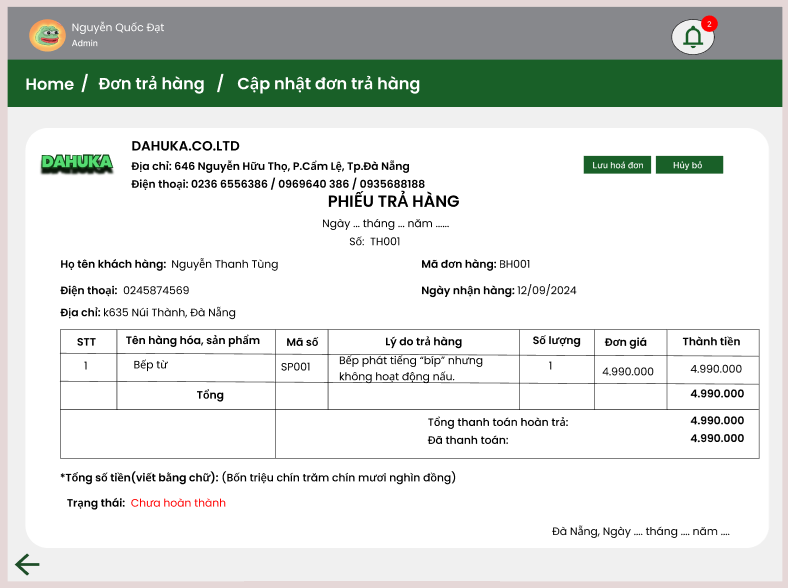 Nguyễn Quốc Đạt
Admin
2
Home / Đơn trả hàng / Cập nhật đơn trả hàng
DAHUKA
DAHUKA.CO.LTD
Địa chỉ: 646 Nguyễn Hữu Thọ, P.Cẩm Lệ, Tp.Đà Nẵng
Điện thoại: 0236 6556386 / 0969640 386 / 0935688188
Lưu hoá đơn
Hủy bỏ
PHIẾU TRẢ HÀNG
Ngày ... tháng ... năm ......
Số: TH001
Họ tên khách hàng: Nguyễn Thanh Tùng
Mã đơn hàng: BH001
Điện thoại: 0245874569
Ngày nhận hàng: 12/09/2024
Địa chỉ: k635 Núi Thành, Đà Nẵng
STT Tên hàng hóa, sản phẩm Mã số Lý do trả hàng Số lượng Đơn giá Thành tiền
1 Bếp từ SP001 Bếp phát tiếng “bíp” nhưng 1 4.990.000 4.990.000
không hoạt động nấu.
Tổng 4.990.000
Tổng thanh toán hoàn trả: 4.990.000
Đã thanh toán: 4.990.000
*Tổng số tiền(viết bằng chữ): (Bốn triệu chín trăm chín mươi nghìn đồng)
Trạng thái: Chưa hoàn thành
Đà Nẵng, Ngày .... tháng .... năm ....